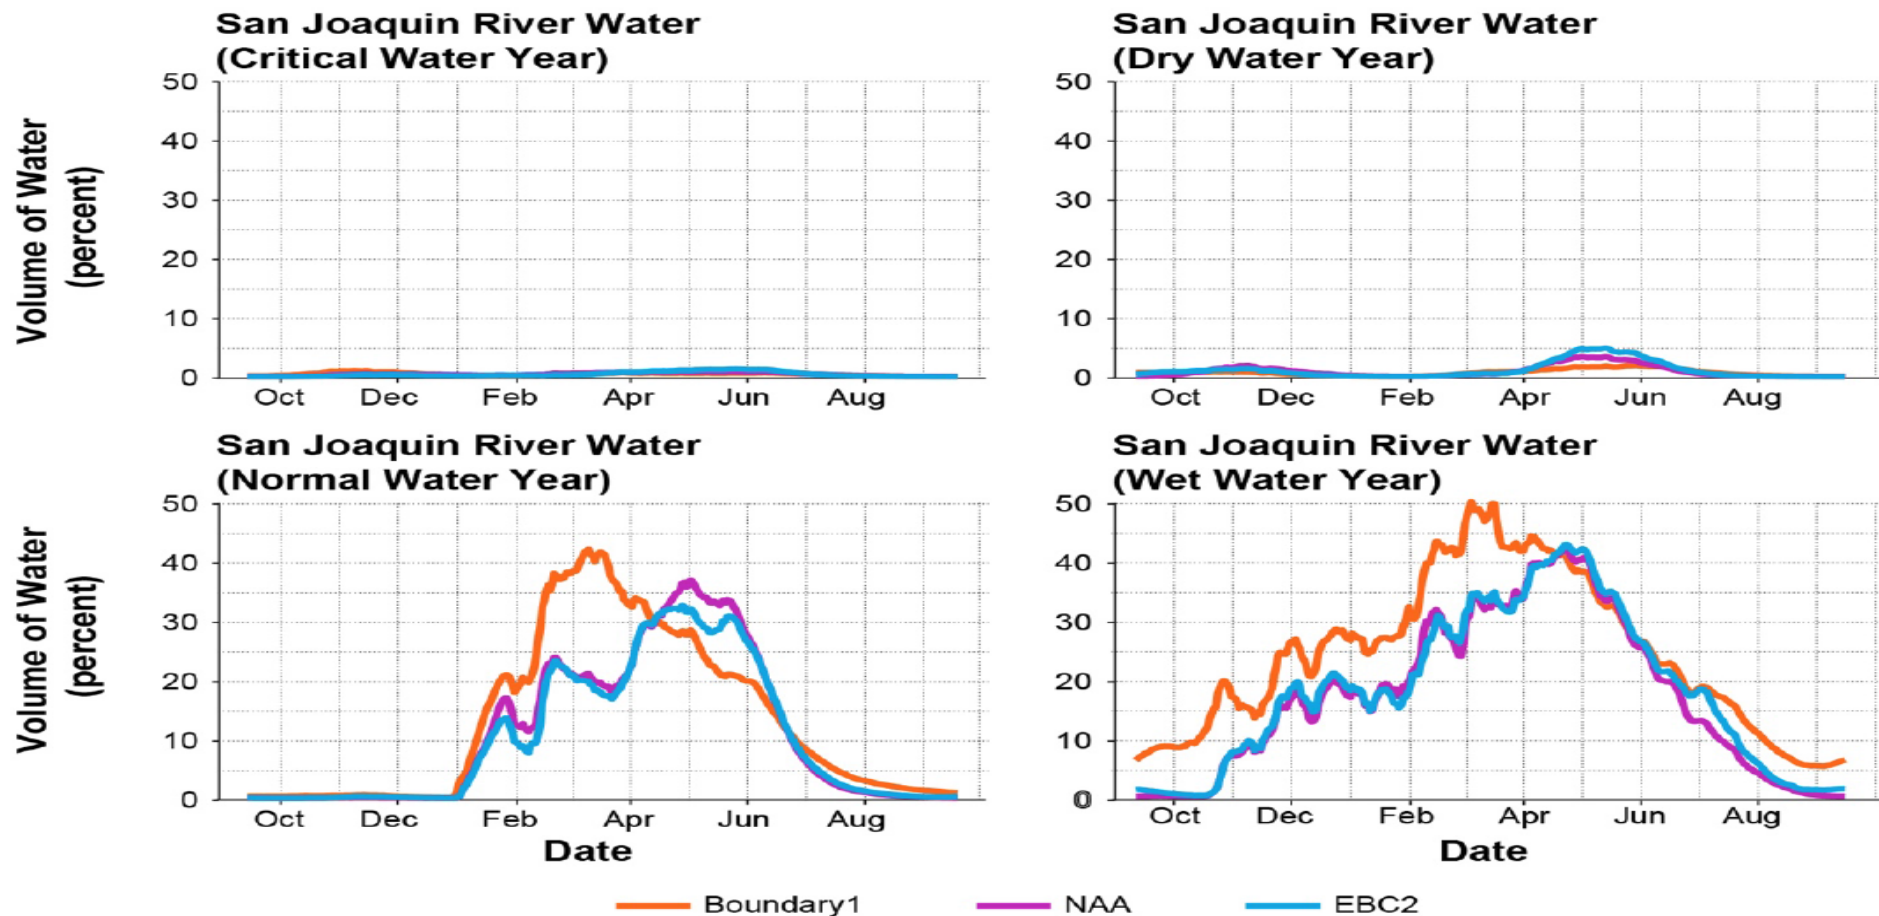 San Joaquin River Water
(Critical Water Year)
San Joaquin River Water
(Dry Water Year)
Volume of Water
(percent)
50
40
30
20
10
0
Oct Dec Feb Apr Jun Aug
50
40
30
20
10
0
Oct Dec Feb Apr Jun Aug
San Joaquin River Water
(Normal Water Year)
San Joaquin River Water
(Wet Water Year)
Volume of Water
(percent)
50
40
30
20
10
0
Oct Dec Feb Apr Jun Aug
Date
50
40
30
20
10
0
Oct Dec Feb Apr Jun Aug
Date
Boundary1 NAA EBC2